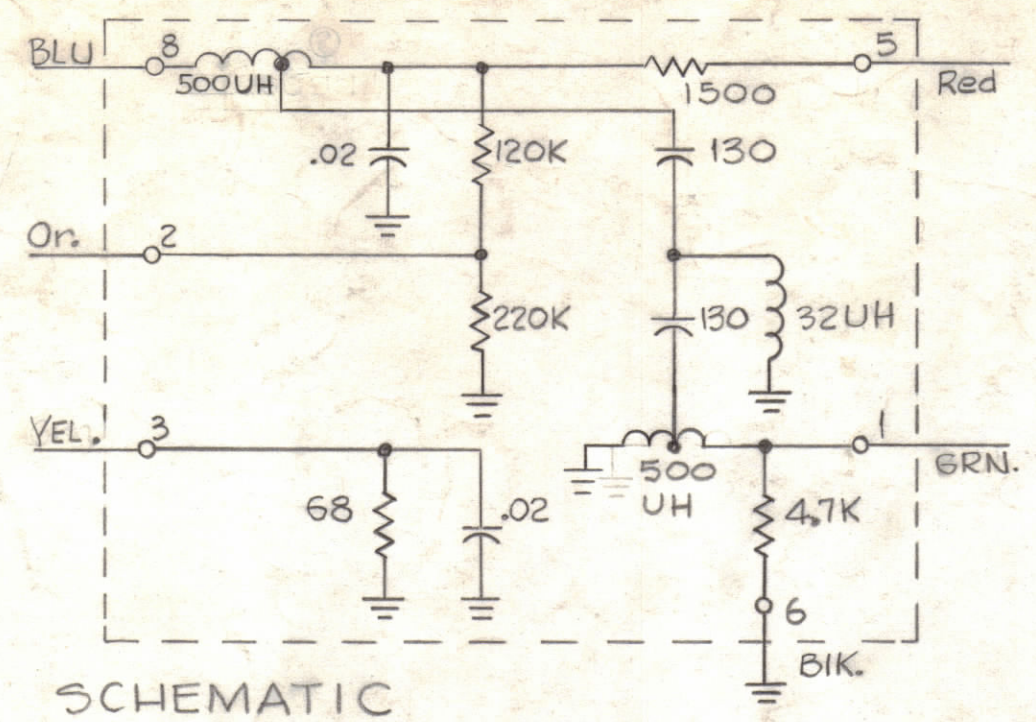 BLU
8
500UH
5
Red
1500
.02
120K
130
Or.
2
220K
130
32UH
YEL.
3
1
GRN.
500
UH
68
.02
4.7K
6
BlK.
SCHEMATIC